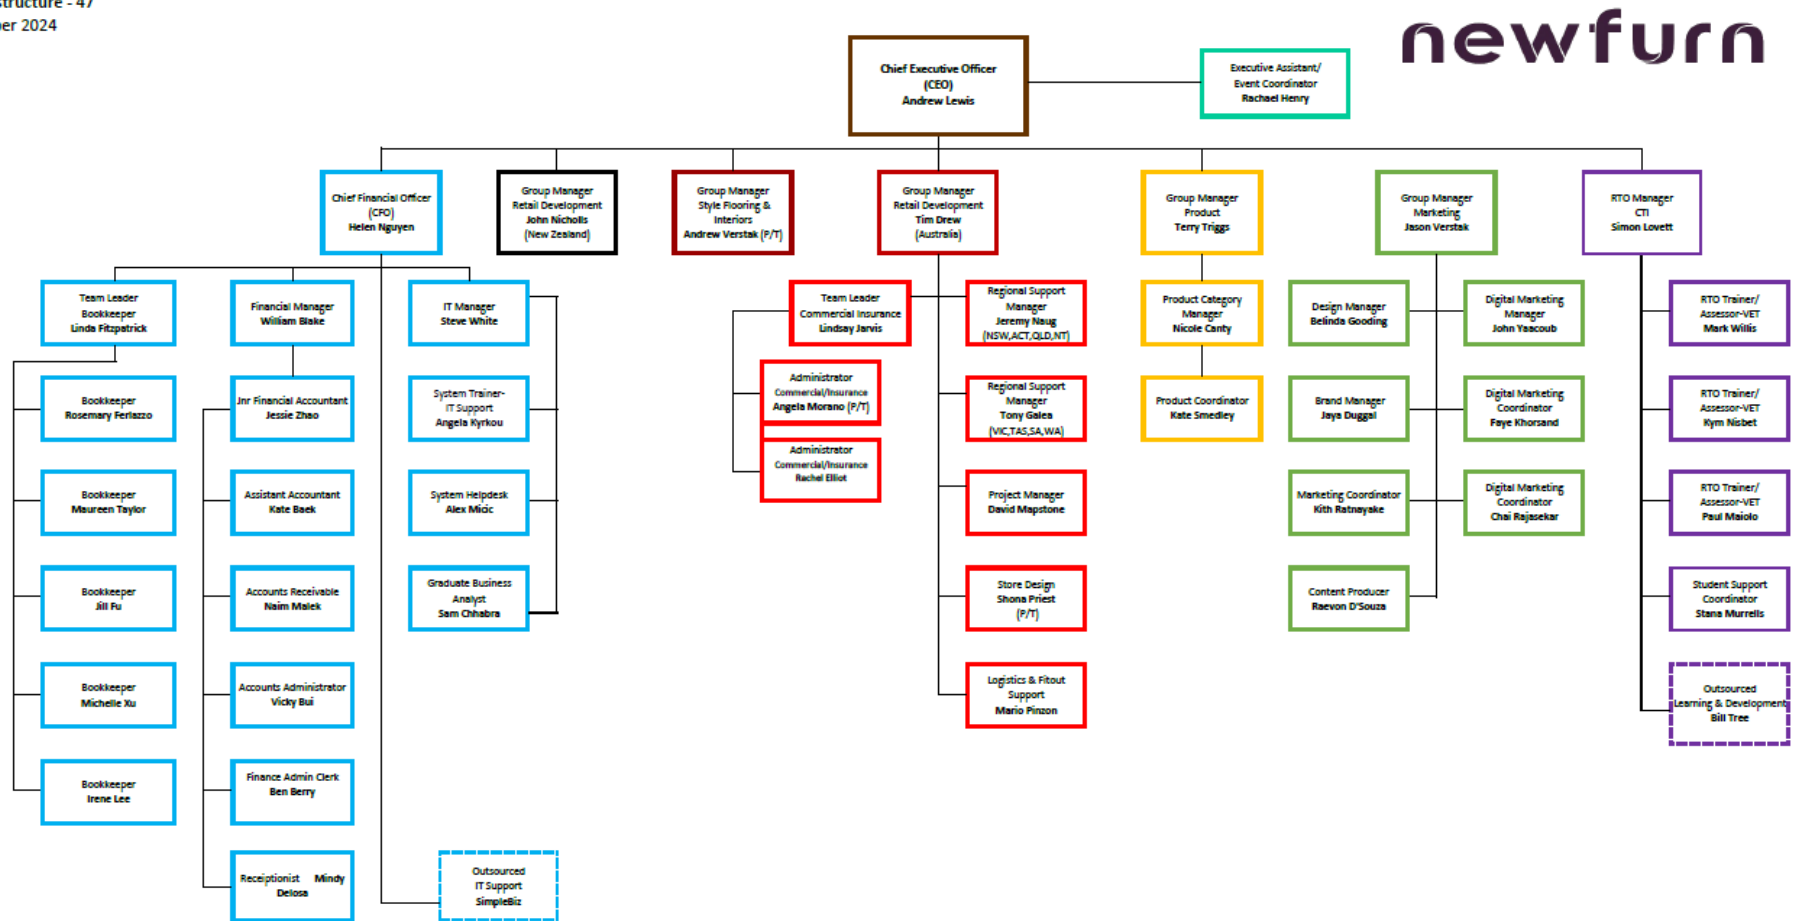 structure - 47
ber 2024
newfurn
Chief Executive Officer
(CEO)
Andrew Lewis
Executive Assistant/
Event Coordinator
Rachael Henry
Chief Financial Officer
(CFO)
Helen Nguyen
Group Manager
Retail Development
John Nicholls
(New Zealand)
Group Manager
Style Flooring &
Interiors
Andrew Verstak (P/T)
Group Manager
Retail Development
Tim Drew
(Australia)
Group Manager
Product
Terry Triggs
Group Manager
Marketing
Jason Verstak
RTO Manager
CTI
Simon Lovett
Team Leader
Bookkeeper
Linda Fitzpatrick
Financial Manager
William Blake
IT Manager
Steve White
Team Leader
Commercial Insurance
Lindsay Jarvis
Regional Support
Manager
Jeremy Naug
(NSW,ACT,QLD,NT)
Product Category
Manager
Nicole Canty
Design Manager
Belinda Gooding
Digital Marketing
Manager
John Yaacoub
RTO Trainer/
Assessor-VET
Mark Willis
Bookkeeper
Rosemary Ferlazzo
Jnr Financial Accountant
Jessie Zhao
System Trainer-
IT Support
Angela Kyrkou
Administrator
Commercial/Insurance
Angela Morano (P/T)
Regional Support
Manager
Tony Galea
(VIC,TAS,SA,WA)
Product Coordinator
Kate Smedley
Brand Manager
Jaya Duggal
Digital Marketing
Coordinator
Faye Khorsand
RTO Trainer/
Assessor-VET
Kym Nisbet
Administrator
Commercial/Insurance
Rachel Elliot
Bookkeeper
Maureen Taylor
Assistant Accountant
Kate Baek
System Helpdesk
Alex Micic
Project Manager
David Mapstone
Marketing Coordinator
Kith Ratnayake
Digital Marketing
Coordinator
Chai Rajasekar
RTO Trainer/
Assessor-VET
Paul Maiolo
Bookkeeper
Jill Fu
Accounts Receivable
Naim Malek
Graduate Business
Analyst
Sam Chhabra
Store Design
Shona Priest
(P/T)
Content Producer
Raevon D'Souza
Student Support
Coordinator
Stana Murrells
Bookkeeper
Michelle Xu
Accounts Administrator
Vicky Bui
Logistics & Fitout
Support
Mario Pinzon
Outsourced
Learning & Development
Bill Tree
Bookkeeper
Irene Lee
Finance Admin Clerk
Ben Berry
Receiptionist Mindy
Delosa
Outsourced
IT Support
SimpleBiz